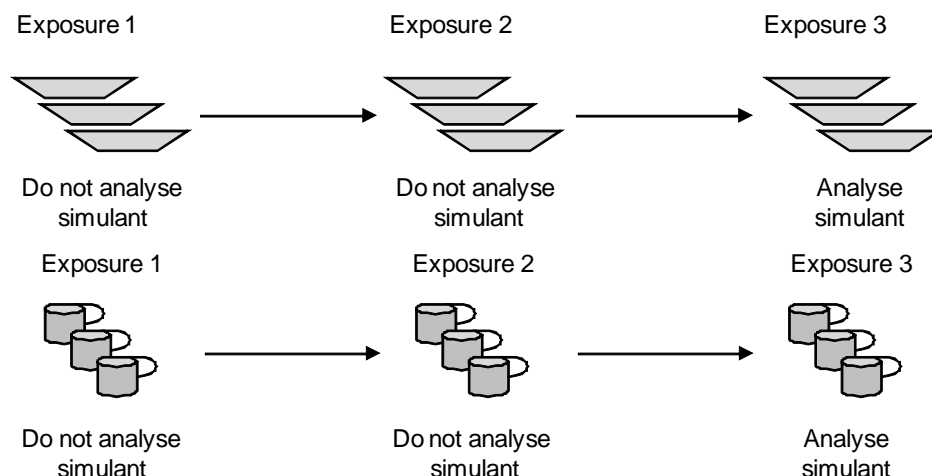 Exposure 1 Exposure 2 Exposure 3
Do not analyse Do not analyse Analyse
simulant simulant simulant
Exposure 1 Exposure 2 Exposure 3
Do not analyse Do not analyse Analyse
simulant simulant simulant